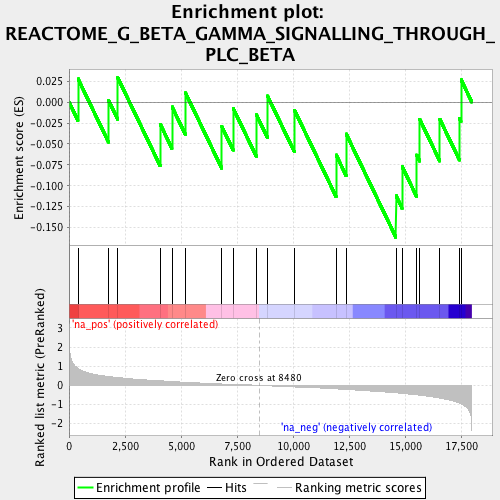 Enrichment plot:
REACTOME_G_BETA_GAMMA_SIGNALLING_THROUGH_
PLC_BETA
Enrichment score (ES)
0.025
0.000
-0.025
-0.050
-0.075
-0.100
-0.125
-0.150
'na_pos' (positively correlated)
Ranked list metric (PreRanked)
3
2
1
0
-1
-2
Zero cross at 8480
'na_neg' (negatively correlated)
0
2,500
5,000
7,500
10,000
12,500
15,000
17,500
Rank in Ordered Dataset
Enrichment profile
Hits
Ranking metric scores